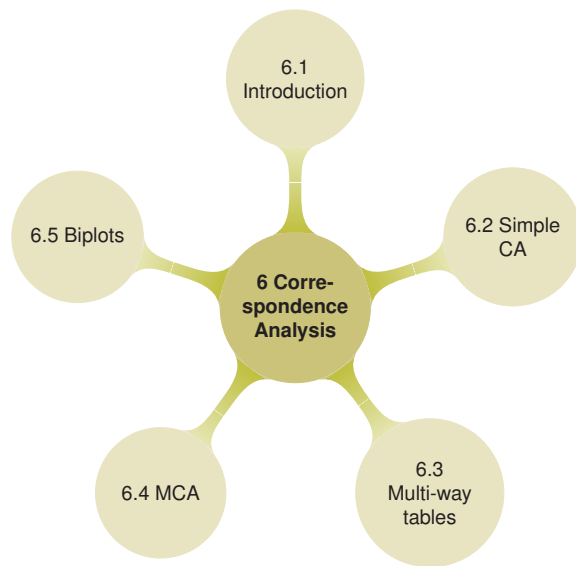 6.1
Introduction
6.2 Simple
CA
6 Corre-
spondence
Analysis
6.3
Multi-way
tables
6.4 MCA
6.5 Biplots